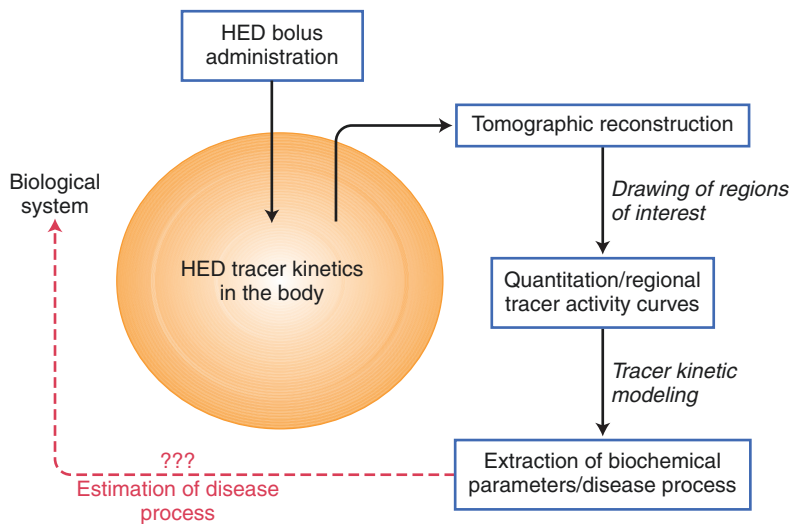 HED bolus
administration
Tomographic reconstruction
Drawing of regions
of interest
Biological
system
HED tracer kinetics
in the body
Quantitation/regional
tracer activity curves
Tracer kinetic
modeling
Extraction of biochemical
parameters/disease process
???
Estimation of disease
process